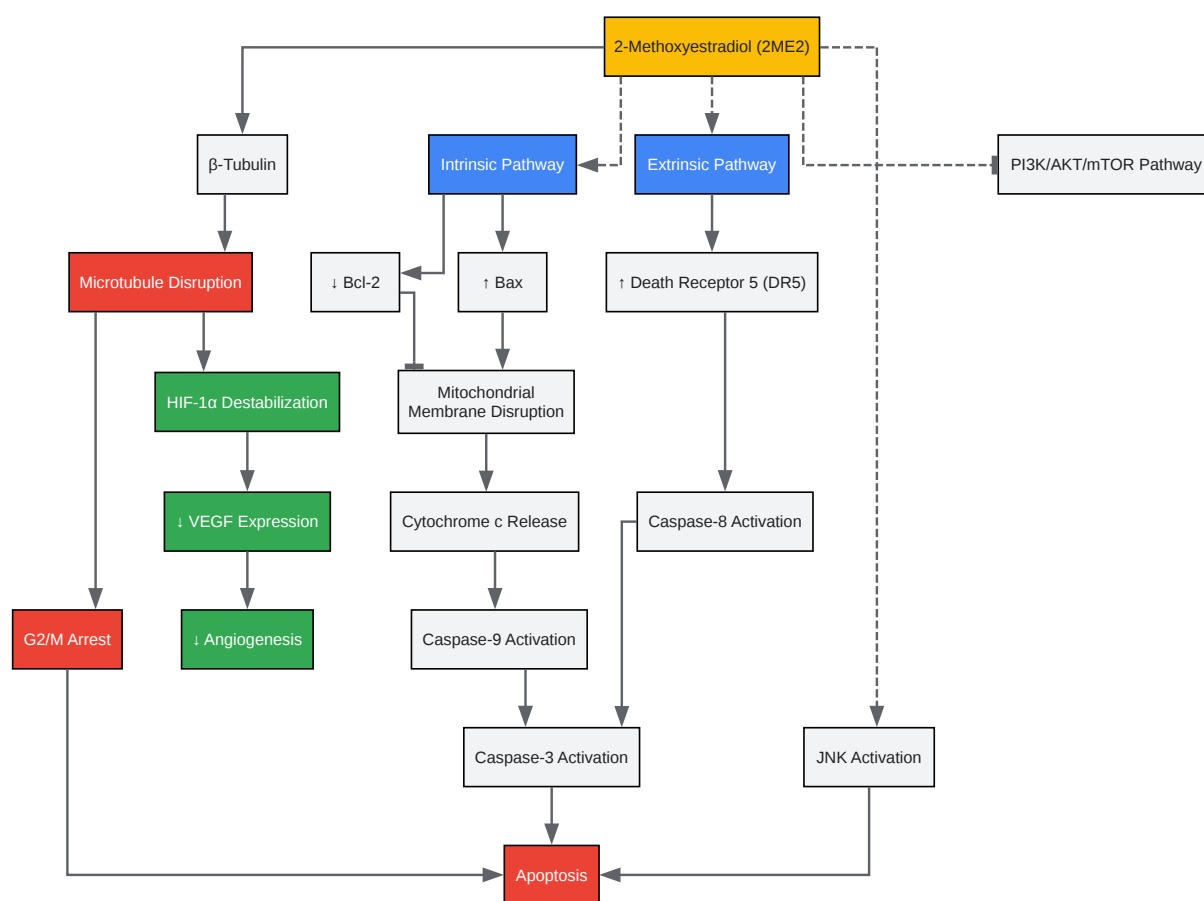 2-Methoxyestradiol (2ME2)
β-Tubulin
Intrinsic Pathway
Extrinsic Pathway
PI3K/AKT/mTOR Pathway
Microtubule Disruption
↓ Bcl-2
↑ Bax
↑ Death Receptor 5 (DR5)
HIF-1α Destabilization
Mitochondrial
Membrane Disruption
↓ VEGF Expression
Cytochrome c Release
Caspase-8 Activation
G2/M Arrest
↓ Angiogenesis
Caspase-9 Activation
Caspase-3 Activation
JNK Activation
Apoptosis